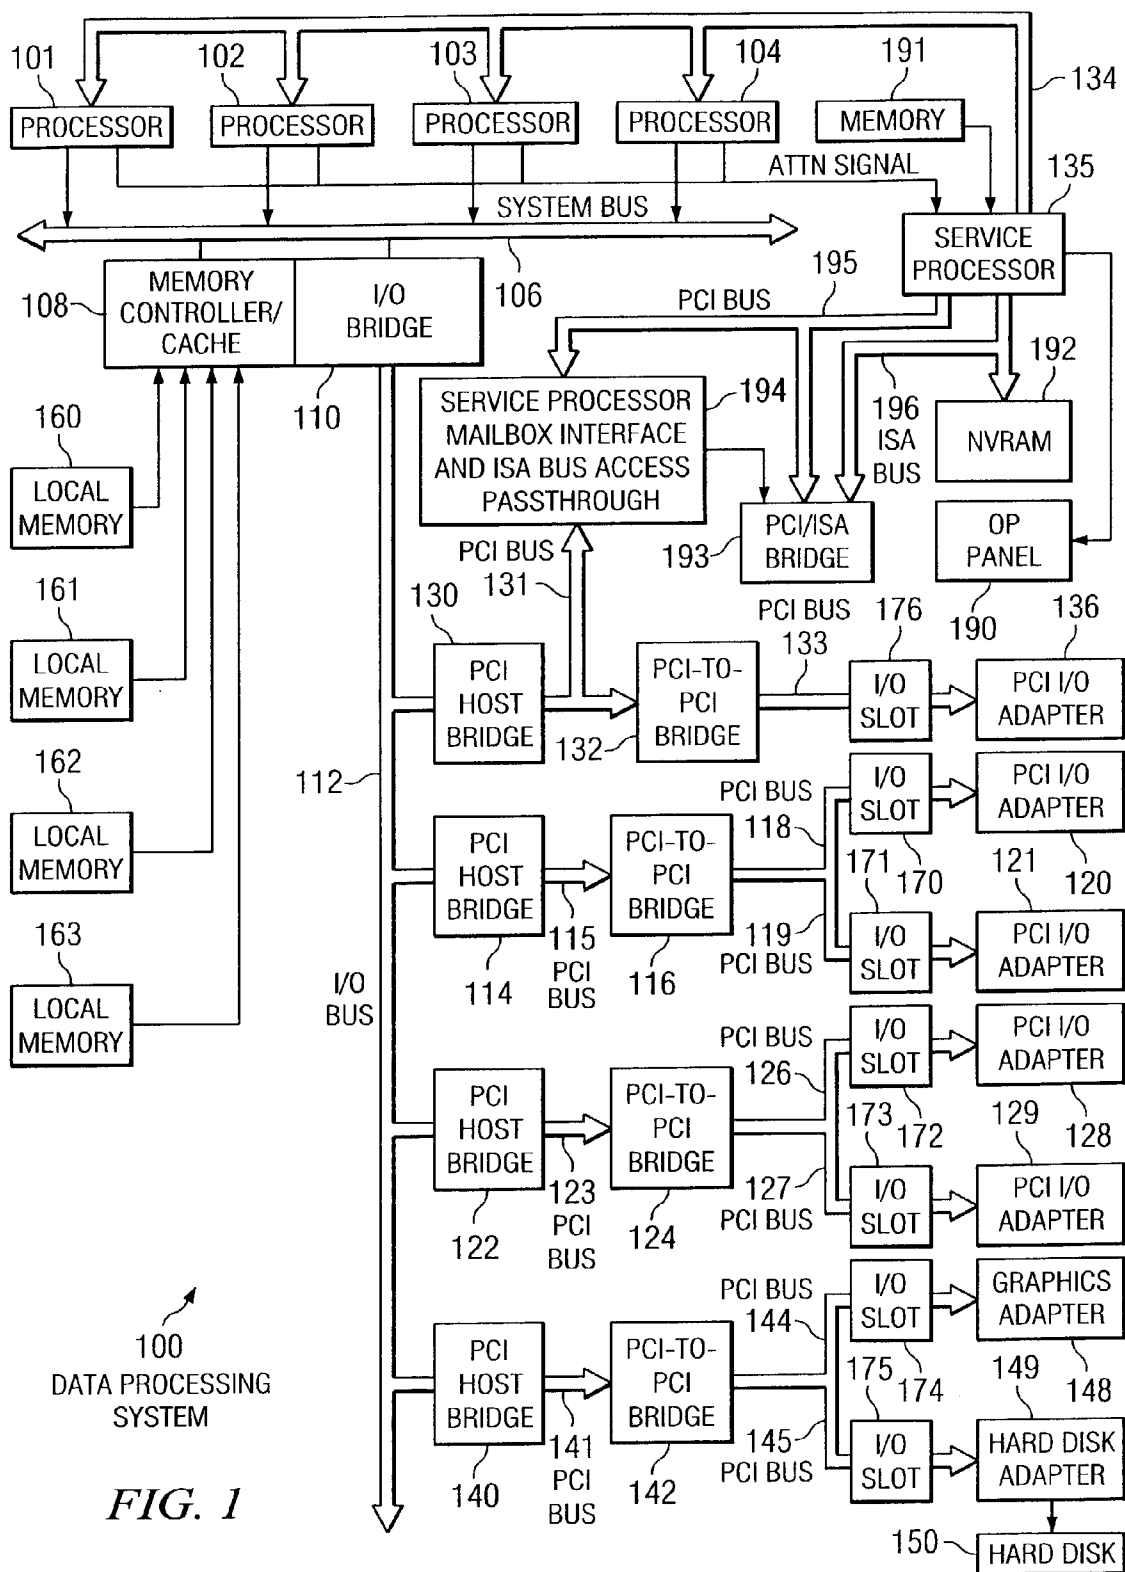 101
102
103
104
191
134
PROCESSOR
PROCESSOR
PROCESSOR
PROCESSOR
MEMORY
ATTN SIGNAL
135
SYSTEM BUS
SERVICE
PROCESSOR
108
MEMORY
CONTROLLER/
CACHE
I/O
BRIDGE
106
195
PCI BUS
110
192
194
SERVICE PROCESSOR
MAILBOX INTERFACE
AND ISA BUS ACCESS
PASSTHROUGH
196
ISA
BUS
NVRAM
160
LOCAL
MEMORY
PCI BUS
131
193
PCI/ISA
BRIDGE
OP
PANEL
190
161
LOCAL
MEMORY
130
PCI
HOST
BRIDGE
PCI-TO-
PCI
BRIDGE
132
PCI BUS
133
176
I/O
SLOT
136
PCI I/O
ADAPTER
162
LOCAL
MEMORY
112
PCI BUS
118
I/O
SLOT
170
PCI I/O
ADAPTER
120
PCI
HOST
BRIDGE
114
115
PCI
BUS
PCI-TO-
PCI
BRIDGE
116
119
PCI BUS
171
I/O
SLOT
121
PCI I/O
ADAPTER
163
LOCAL
MEMORY
I/O
BUS
PCI BUS
126
I/O
SLOT
172
PCI I/O
ADAPTER
128
PCI
HOST
BRIDGE
122
123
PCI
BUS
PCI-TO-
PCI
BRIDGE
124
127
PCI BUS
173
I/O
SLOT
129
PCI I/O
ADAPTER
100
DATA PROCESSING
SYSTEM
PCI BUS
144
I/O
SLOT
174
GRAPHICS
ADAPTER
148
PCI
HOST
BRIDGE
140
141
PCI
BUS
PCI-TO-
PCI
BRIDGE
142
145
PCI BUS
175
I/O
SLOT
149
HARD DISK
ADAPTER
150
HARD DISK
FIG. 1